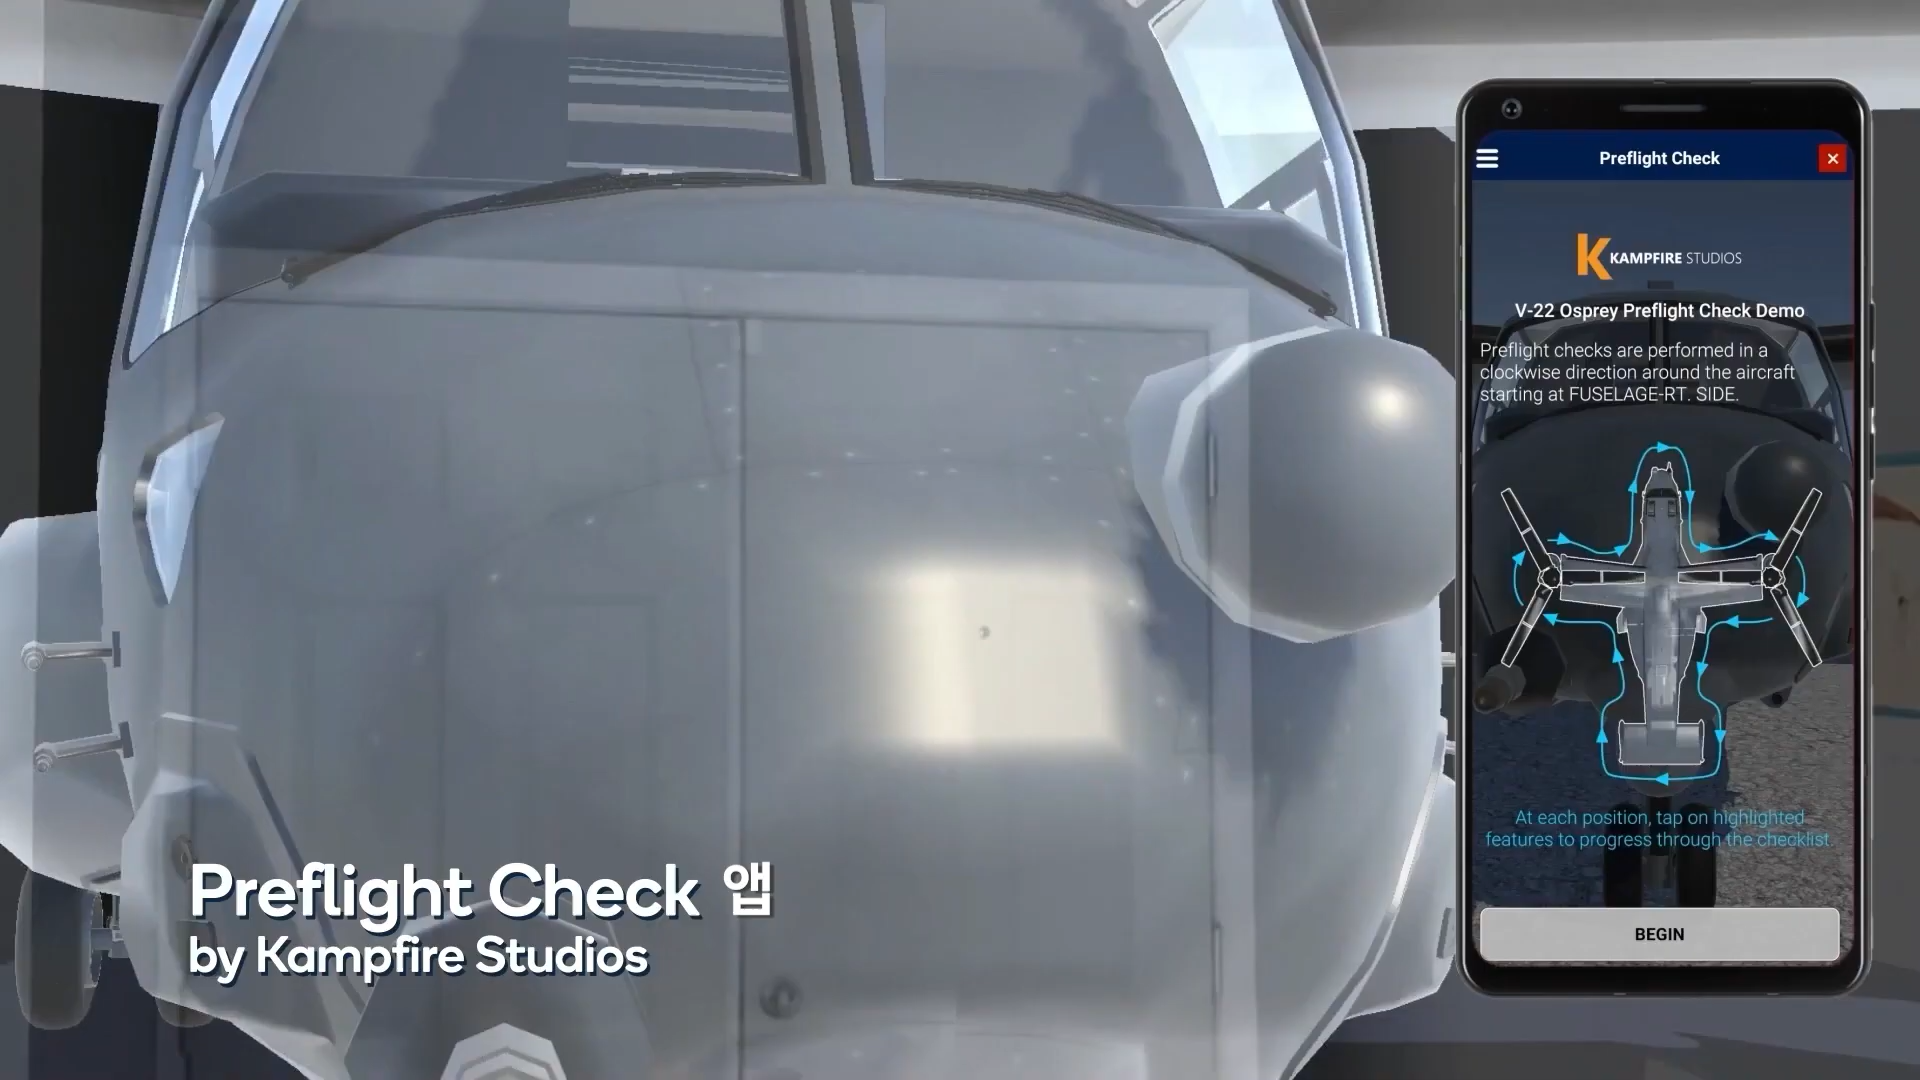 Preflight Check
KAMPFIRE STUDIOS
V-22 Osprey Preflight Check Demo
Preflight checks are performed in a
clockwise direction around the aircraft
starting at FUSELAGE-RT. SIDE.
At each position, tap on highlighted
features to progress through the checklist.
BEGIN
Preflight Check 앱
by Kampfire Studios